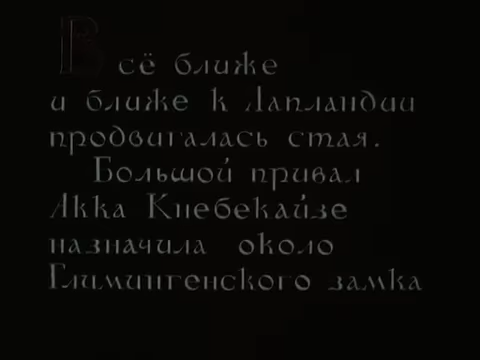 Всё ближе
и ближе к Лапландии
продвигалась стая.
Большой привал
Акка Кнебекайзе
назначила около
Глимингенского замка